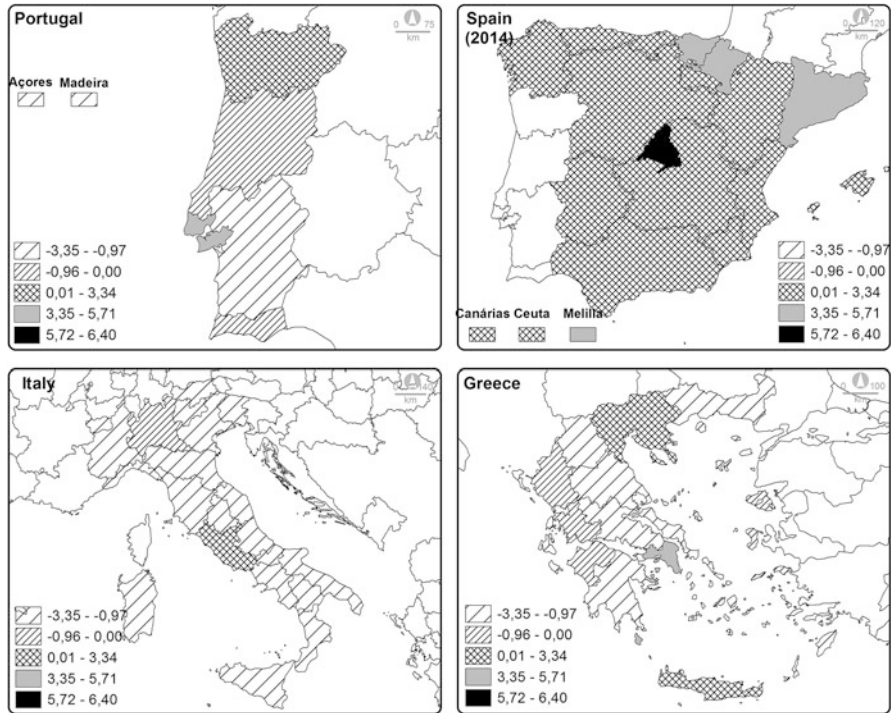 Portugal
0 75
km
Açores Madeira
-3,35 - -0,97
-0,96 - 0,00
0,01 - 3,34
3,35 - 5,71
5,72 - 6,40
Spain
(2014)
0 120
km
-3,35 - -0,97
-0,96 - 0,00
0,01 - 3,34
3,35 - 5,71
5,72 - 6,40
Canárias Ceuta Melilla
Italy
0 140
km
-3,35 - -0,97
-0,96 - 0,00
0,01 - 3,34
3,35 - 5,71
5,72 - 6,40
Greece
0 100
km
-3,35 - -0,97
-0,96 - 0,00
0,01 - 3,34
3,35 - 5,71
5,72 - 6,40